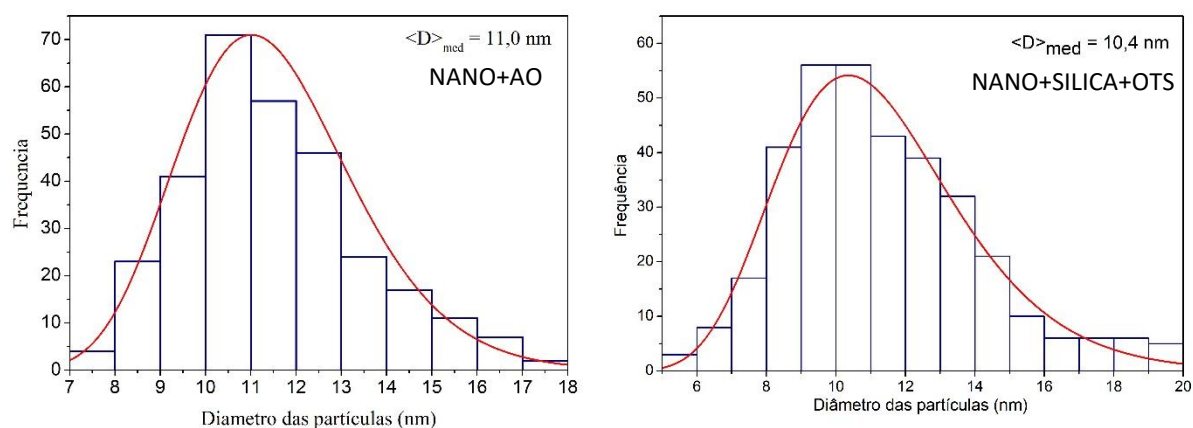 <D>med = 11,0 nm
NANO+AO
Frequencia
70
60
50
40
30
20
10
0
7 8 9 10 11 12 13 14 15 16 17 18
Diâmetro das partículas (nm)
<D>med = 10,4 nm
NANO+SILICA+OTS
Frequência
60
50
40
30
20
10
0
6 8 10 12 14 16 18 20
Diâmetro das partículas (nm)